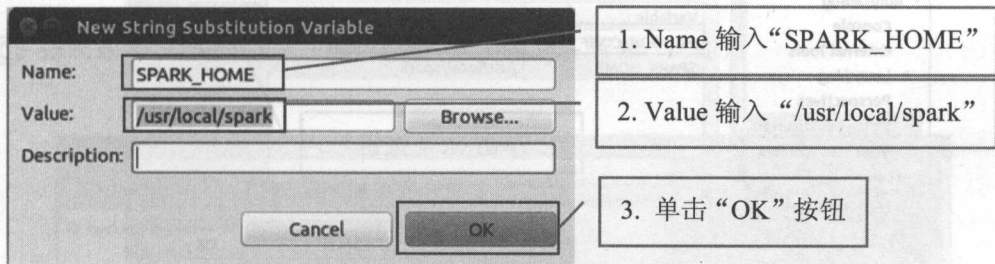 New String Substitution Variable
Name:
SPARK_HOME
Value:
/usr/local/spark
Browse...
Description:
Cancel
OK
1. Name 输入“SPARK_HOME”
2. Value 输入 “/usr/local/spark”
3. 单击“OK”按钮